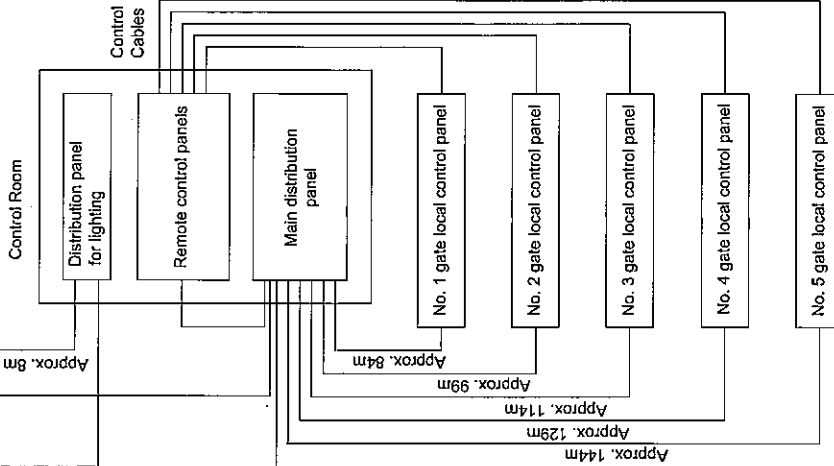 Control Room
Control
Cables
Distribution panel
for lighting
Remote control panels
Main distribution
panel
No. 1 gate local control panel
No. 2 gate local control panel
No. 3 gate local control panel
No. 4 gate local control panel
No. 5 gate local control panel
Approx. 8m
Approx. 84m
Approx. 99m
Approx. 114m
Approx. 129m
Approx. 144m